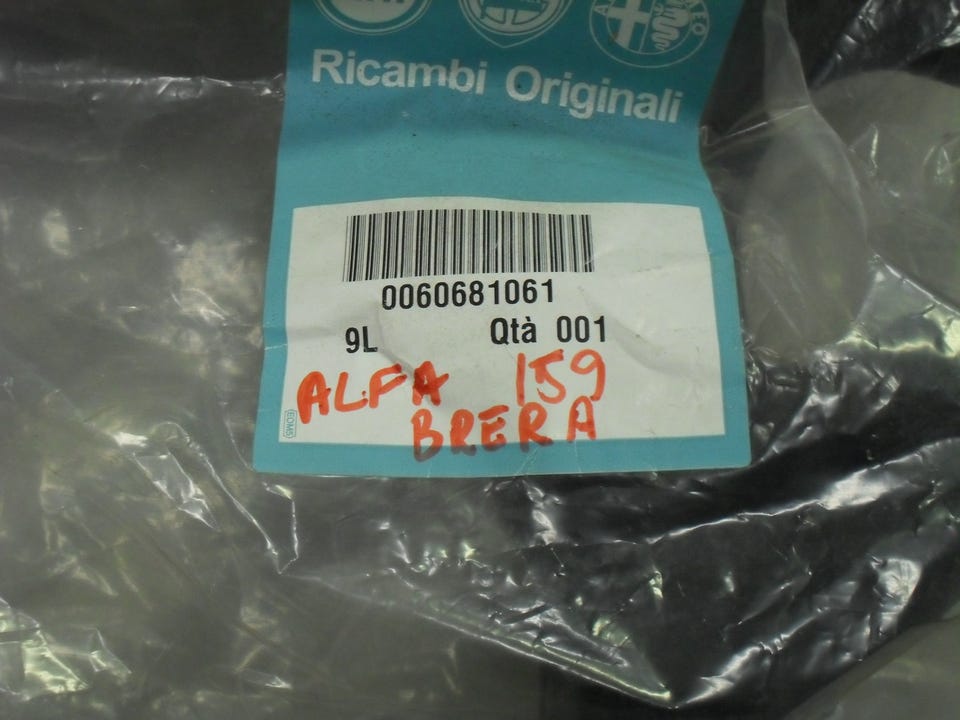 Ricambi Originali
0060681061
9L Qtà 001
ALFA 159
BRERA